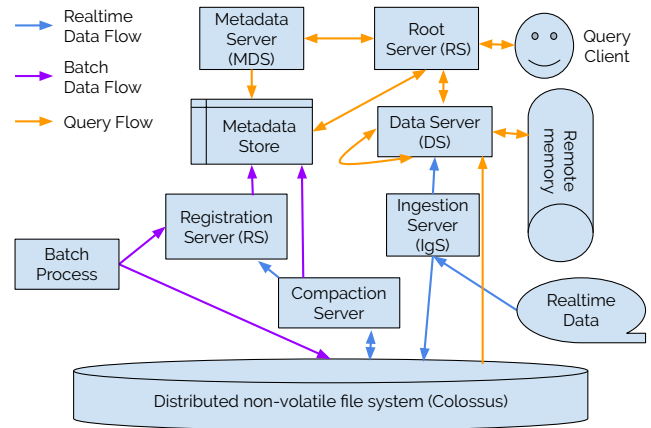 Realtime
Data Flow
Batch
Data Flow
Query Flow
Metadata
Server
(MDS)
Root
Server (RS)
Query
Client
Metadata
Store
Data Server
(DS)
Remote
memory
Registration
Server (RS)
Ingestion
Server
(IgS)
Batch
Process
Compaction
Server
Realtime
Data
Distributed non-volatile file system (Colossus)